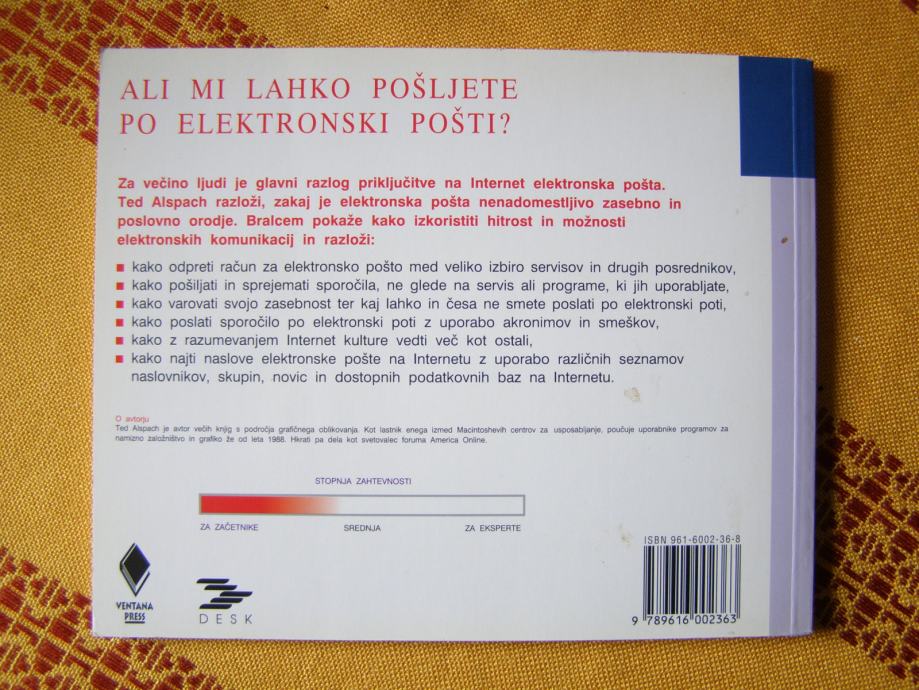 ALI MI LAHKO POŠLJETE
PO ELEKTRONSKI POŠTI?
Za večino ljudi je glavni razlog priključitve na Internet elektronska pošta.
Ted Alspach razloži, zakaj je elektronska pošta nenadomestljivo zasebno in
poslovno orodje. Bralcem pokaže kako izkoristiti hitrost in možnosti
elektronskih komunikacij in razloži:
■ kako odpreti račun za elektronsko pošto med veliko izbiro servisov in drugih posrednikov,
■ kako pošiljati in sprejemati sporočila, ne glede na servis ali programe, ki jih uporabljate,
■ kako varovati svojo zasebnost ter kaj lahko in česa ne smete poslati po elektronski poti,
■ kako poslati sporočilo po elektronski poti z uporabo akronimov in smeškov,
■ kako z razumevanjem Internet kulture vedti več kot ostali,
■ kako najti naslove elektronske pošte na Internetu z uporabo različnih seznamov
naslovnikov, skupin, novic in dostopnih podatkovnih baz na Internetu.
O avtorju
Ted Alspach je avtor večih knjig s področja grafičnega oblikovanja. Kot lastnik enega izmed Macintoshevih centrov za usposabljanje, poučuje uporabnike programov za
namizno založništvo in grafiko že od leta 1988. Hkrati pa dela kot svetovalec foruma America Online.
STOPNJA ZAHTEVNOSTI
ZA ZAČETNIKE SREDNJA ZA EKSPERTE
ISBN 961-6002-36-8
VENTANA
PRESS
DESK
9 789616 002363